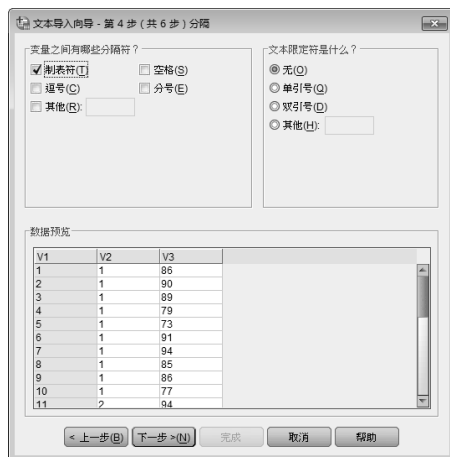 文本导入向导 - 第 4 步 ( 共 6 步 ) 分隔
变量之间有哪些分隔符？
制表符(T)
空格(S)
逗号(C)
分号(E)
其他(R):
文本限定符是什么？
无(O)
单引号(Q)
双引号(D)
其他(H):
数据预览
V1 V2 V3
1 1 86
2 1 90
3 1 89
4 1 79
5 1 73
6 1 91
7 1 94
8 1 85
9 1 86
10 1 77
11 2 94
< 上一步(B) 下一步 >(N) 完成 取消 帮助